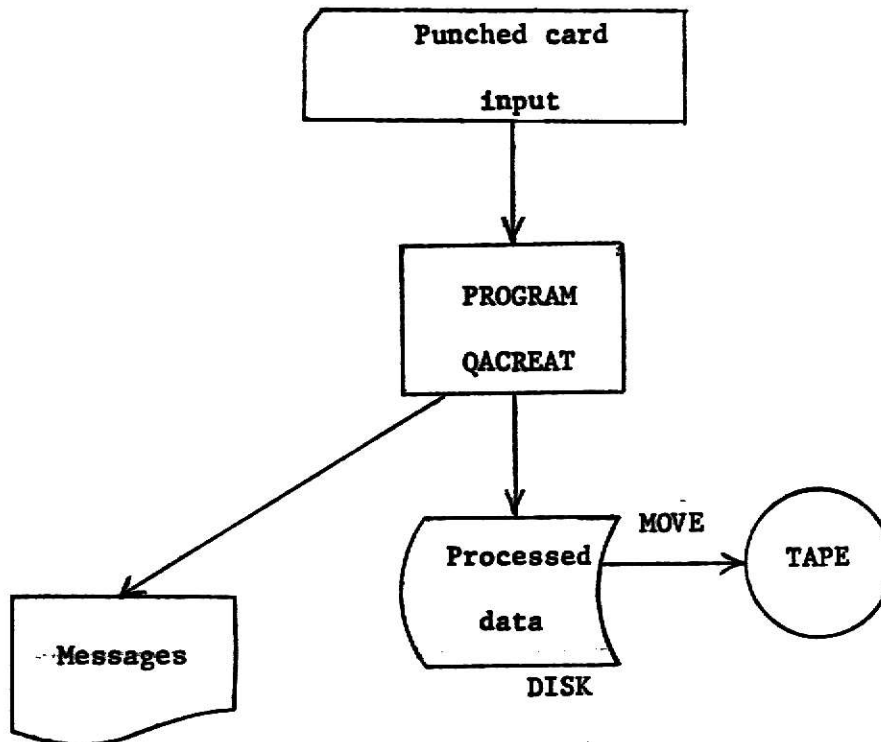 Punched card
input
PROGRAM
QACREAT
MOVE
Processed
data
TAPE
Messages
DISK